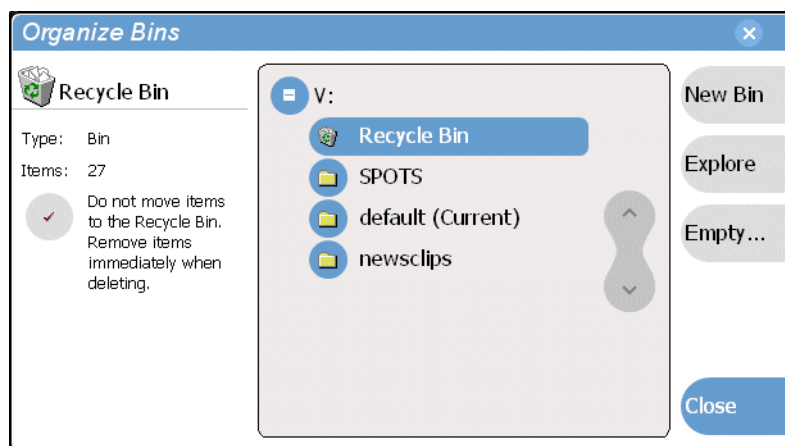 Organize Bins
Recycle Bin
Type: Bin
Items: 27
Do not move items
to the Recycle Bin.
Remove items
immediately when
deleting.
V:
Recycle Bin
SPOTS
default (Current)
newsclips
New Bin
Explore
Empty...
Close